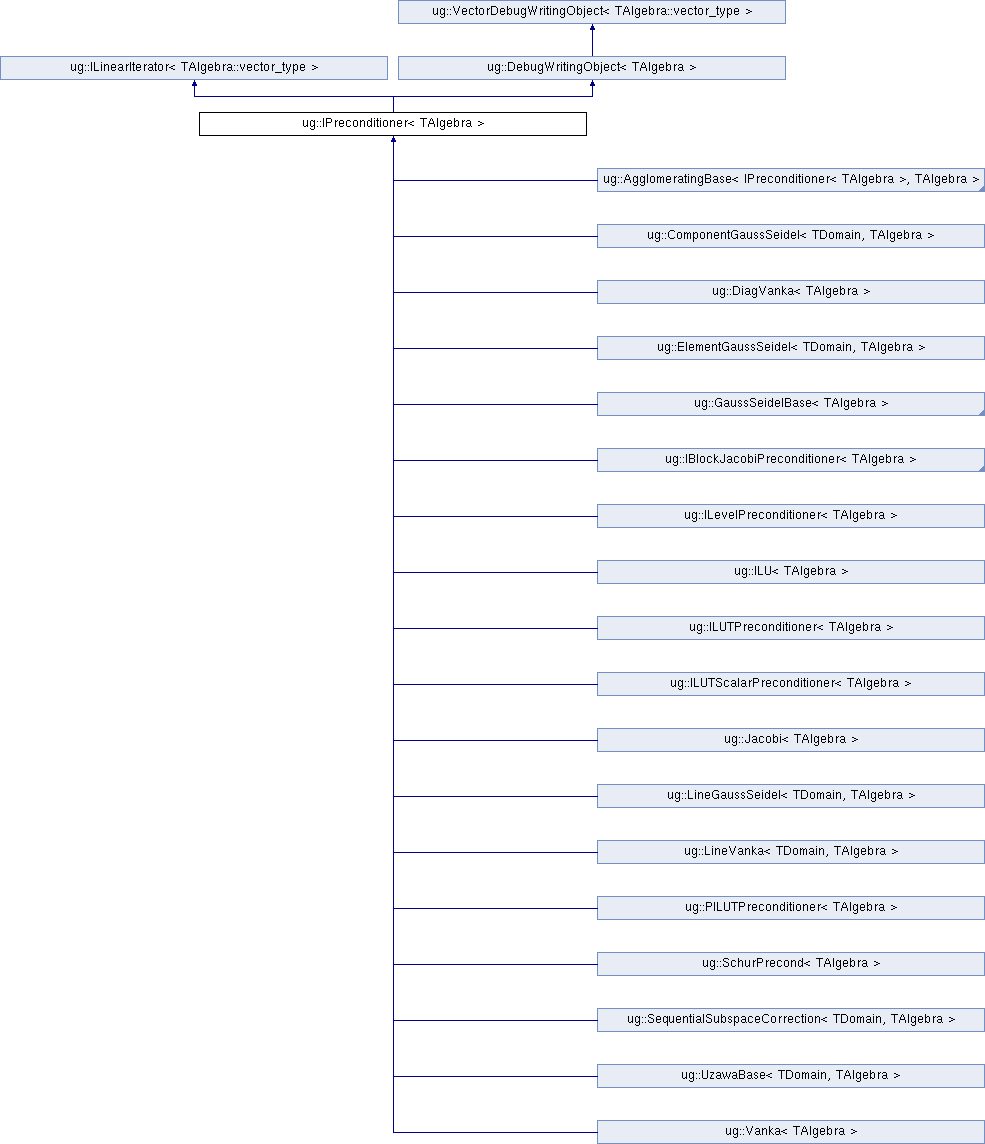 ug::VectorDebugWritingObject< TAlgebra::vector_type >
ug::ILinearIterator< TAlgebra::vector_type >
ug::DebugWritingObject< TAlgebra >
ug::IPreconditioner< TAlgebra >
ug::AgglomeratingBase< IPreconditioner< TAlgebra >, TAlgebra >
ug::ComponentGaussSeidel< TDomain, TAlgebra >
ug::DiagVanka< TAlgebra >
ug::ElementGaussSeidel< TDomain, TAlgebra >
ug::GaussSeidelBase< TAlgebra >
ug::IBlockJacobiPreconditioner< TAlgebra >
ug::ILevelPreconditioner< TAlgebra >
ug::ILU< TAlgebra >
ug::ILUTPreconditioner< TAlgebra >
ug::ILUTScalarPreconditioner< TAlgebra >
ug::Jacobi< TAlgebra >
ug::LineGaussSeidel< TDomain, TAlgebra >
ug::LineVanka< TDomain, TAlgebra >
ug::PILUTPreconditioner< TAlgebra >
ug::SchurPrecond< TAlgebra >
ug::SequentialSubspaceCorrection< TDomain, TAlgebra >
ug::UzawaBase< TDomain, TAlgebra >
ug::Vanka< TAlgebra >